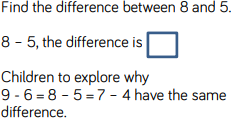 Find the difference between 8 and 5.
8 – 5, the difference is
Children to explore why
9 - 6 = 8 - 5 = 7 - 4 have the same
difference.